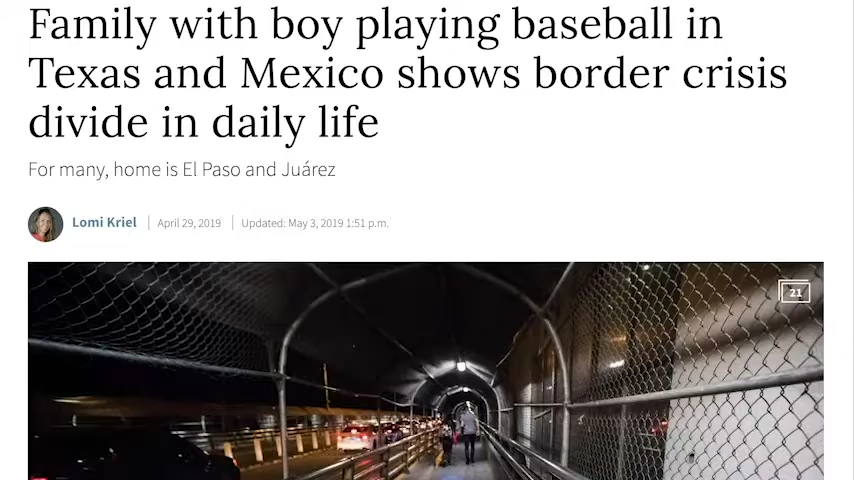 Family with boy playing baseball in
Texas and Mexico shows border crisis
divide in daily life
For many, home is El Paso and Juárez
Lomi Kriel | April 29, 2019 | Updated: May 3, 2019 1:51 p.m.
21